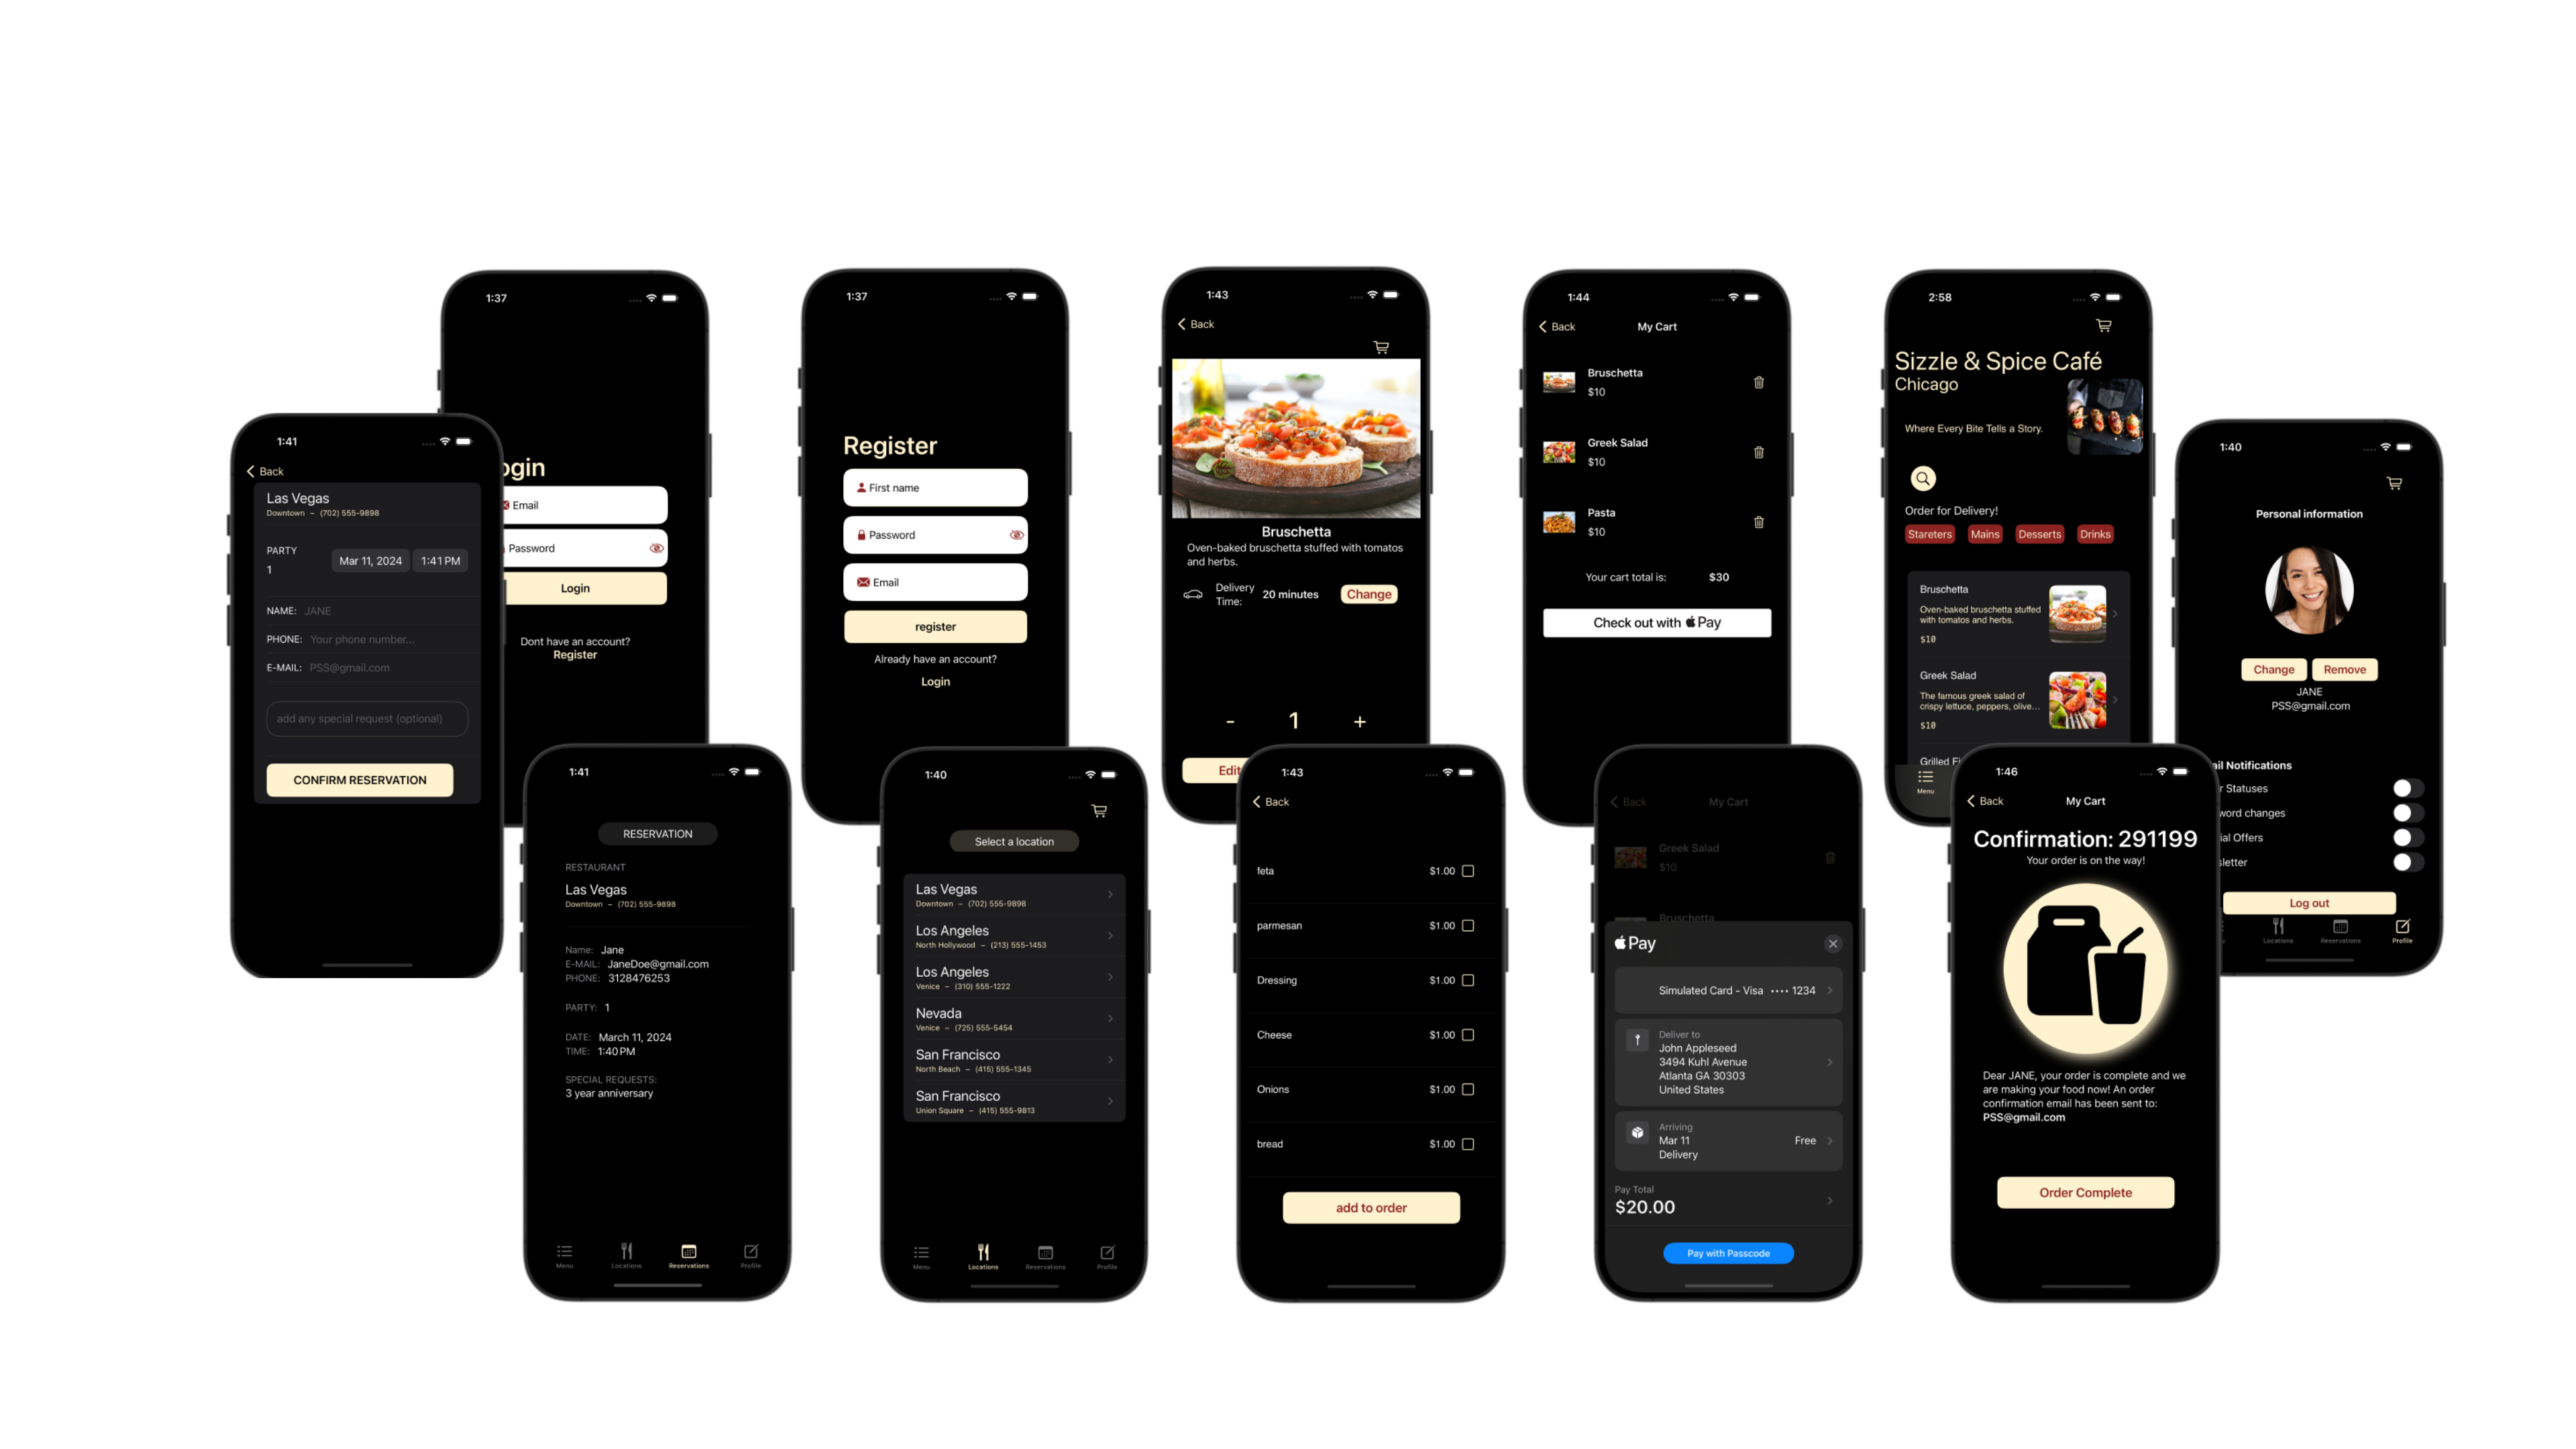 1:41
Back
Las Vegas
Downtown – (702) 555-9898
PARTY
1
Mar 11, 2024 1:41 PM
NAME: JANE
PHONE: Your phone number...
E-MAIL: PSS@gmail.com
add any special request (optional)
CONFIRM RESERVATION
1:37
ogin
Email
Password
Login
Dont have an account?
Register
1:37
Register
First name
Password
Email
register
Already have an account?
Login
1:43
Back
Bruschetta
Oven-baked bruschetta stuffed with tomatos
and herbs.
Delivery
Time:
20 minutes
Change
- 1 +
Edit
1:44
Back
My Cart
Bruschetta
$10
Greek Salad
$10
Pasta
$10
Your cart total is: $30
Check out with Pay
2:58
Sizzle & Spice Café
Chicago
Where Every Bite Tells a Story.
Order for Delivery!
Stareters Mains Desserts Drinks
Bruschetta
Oven-baked bruschetta stuffed
with tomatos and herbs.
$10
Greek Salad
The famous greek salad of
crispy lettuce, peppers, olive...
$10
Grilled Fi
Menu
1:40
Personal information
Change Remove
JANE
PSS@gmail.com
ail Notifications
r Statuses
word changes
ial Offers
sletter
Log out
Locations Reservations Profile
1:41
RESERVATION
RESTAURANT
Las Vegas
Downtown – (702) 555-9898
Name: Jane
E-MAIL: JaneDoe@gmail.com
PHONE: 3128476253
PARTY: 1
DATE: March 11, 2024
TIME: 1:40 PM
SPECIAL REQUESTS:
3 year anniversary
Menu Locations Reservations Profile
1:40
Select a location
Las Vegas
Downtown – (702) 555-9898
Los Angeles
North Hollywood – (213) 555-1453
Los Angeles
Venice – (310) 555-1222
Nevada
Venice – (725) 555-5454
San Francisco
North Beach – (415) 555-1345
San Francisco
Union Square – (415) 555-9813
Menu Locations Reservations Profile
1:43
Back
feta $1.00
parmesan $1.00
Dressing $1.00
Cheese $1.00
Onions $1.00
bread $1.00
add to order
Back
My Cart
Greek Salad
$10
Bruschetta
Pay
Simulated Card - Visa •••• 1234
Deliver to
John Appleseed
3494 Kuhl Avenue
Atlanta GA 30303
United States
Arriving
Mar 11
Delivery
Free
Pay Total
$20.00
Pay with Passcode
1:46
Back
My Cart
Confirmation: 291199
Your order is on the way!
Dear JANE, your order is complete and we
are making your food now! An order
confirmation email has been sent to:
PSS@gmail.com
Order Complete